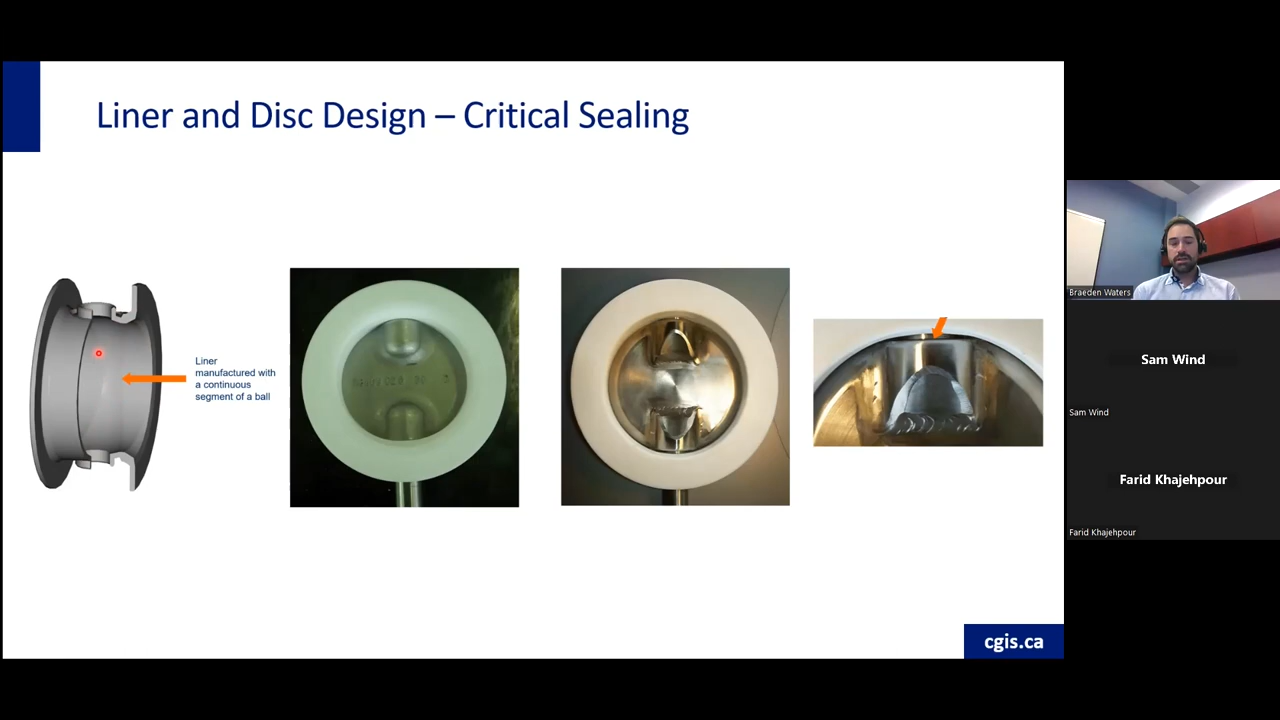 Liner and Disc Design – Critical Sealing
Liner
manufactured with
a continuous
segment of a ball
cgis.ca
Braeden Waters
Sam Wind
Sam Wind
Farid Khajehpour
Farid Khajehpour